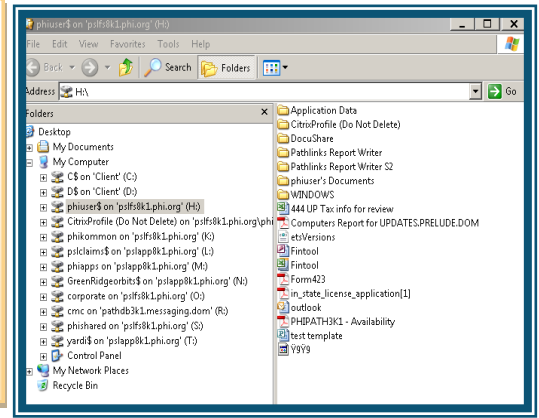 phiuser$ on 'pslfs8k1.phi.org' (H:)
File Edit View Favorites Tools Help
Back Search Folders
Address H:\ Go
Folders
Desktop
My Documents
My Computer
C$ on 'Client' (C:)
D$ on 'Client' (D:)
phiuser$ on 'pslfs8k1.phi.org' (H:)
CitrixProfile (Do Not Delete) on 'pslfs8k1.phi.org\phi
phikommon on 'pslfs8k1.phi.org' (K:)
pslclaims$ on 'pslapp8k1.phi.org' (L:)
phiapps on 'pslapp8k1.phi.org' (M:)
GreenRidgeorbits$ on 'pslapp8k1.phi.org' (N:)
corporate on 'pslfs8k1.phi.org' (O:)
cmc on 'pathdb3k1.messaging.dom' (R:)
phishared on 'pslfs8k1.phi.org' (S:)
yardi$ on 'pslapp8k1.phi.org' (T:)
Control Panel
My Network Places
Recycle Bin
Application Data
CitrixProfile (Do Not Delete)
DocuShare
Pathlinks Report Writer
Pathlinks Report Writer S2
phiuser's Documents
WINDOWS
444 UP Tax info for review
Computers Report for UPDATES.PRELUDE.DOM
etsVersions
Fintool
Fintool
Form423
in_state_license_application[1]
outlook
PHIPATH3K1 - Availability
test template
Ÿ9Ÿ9